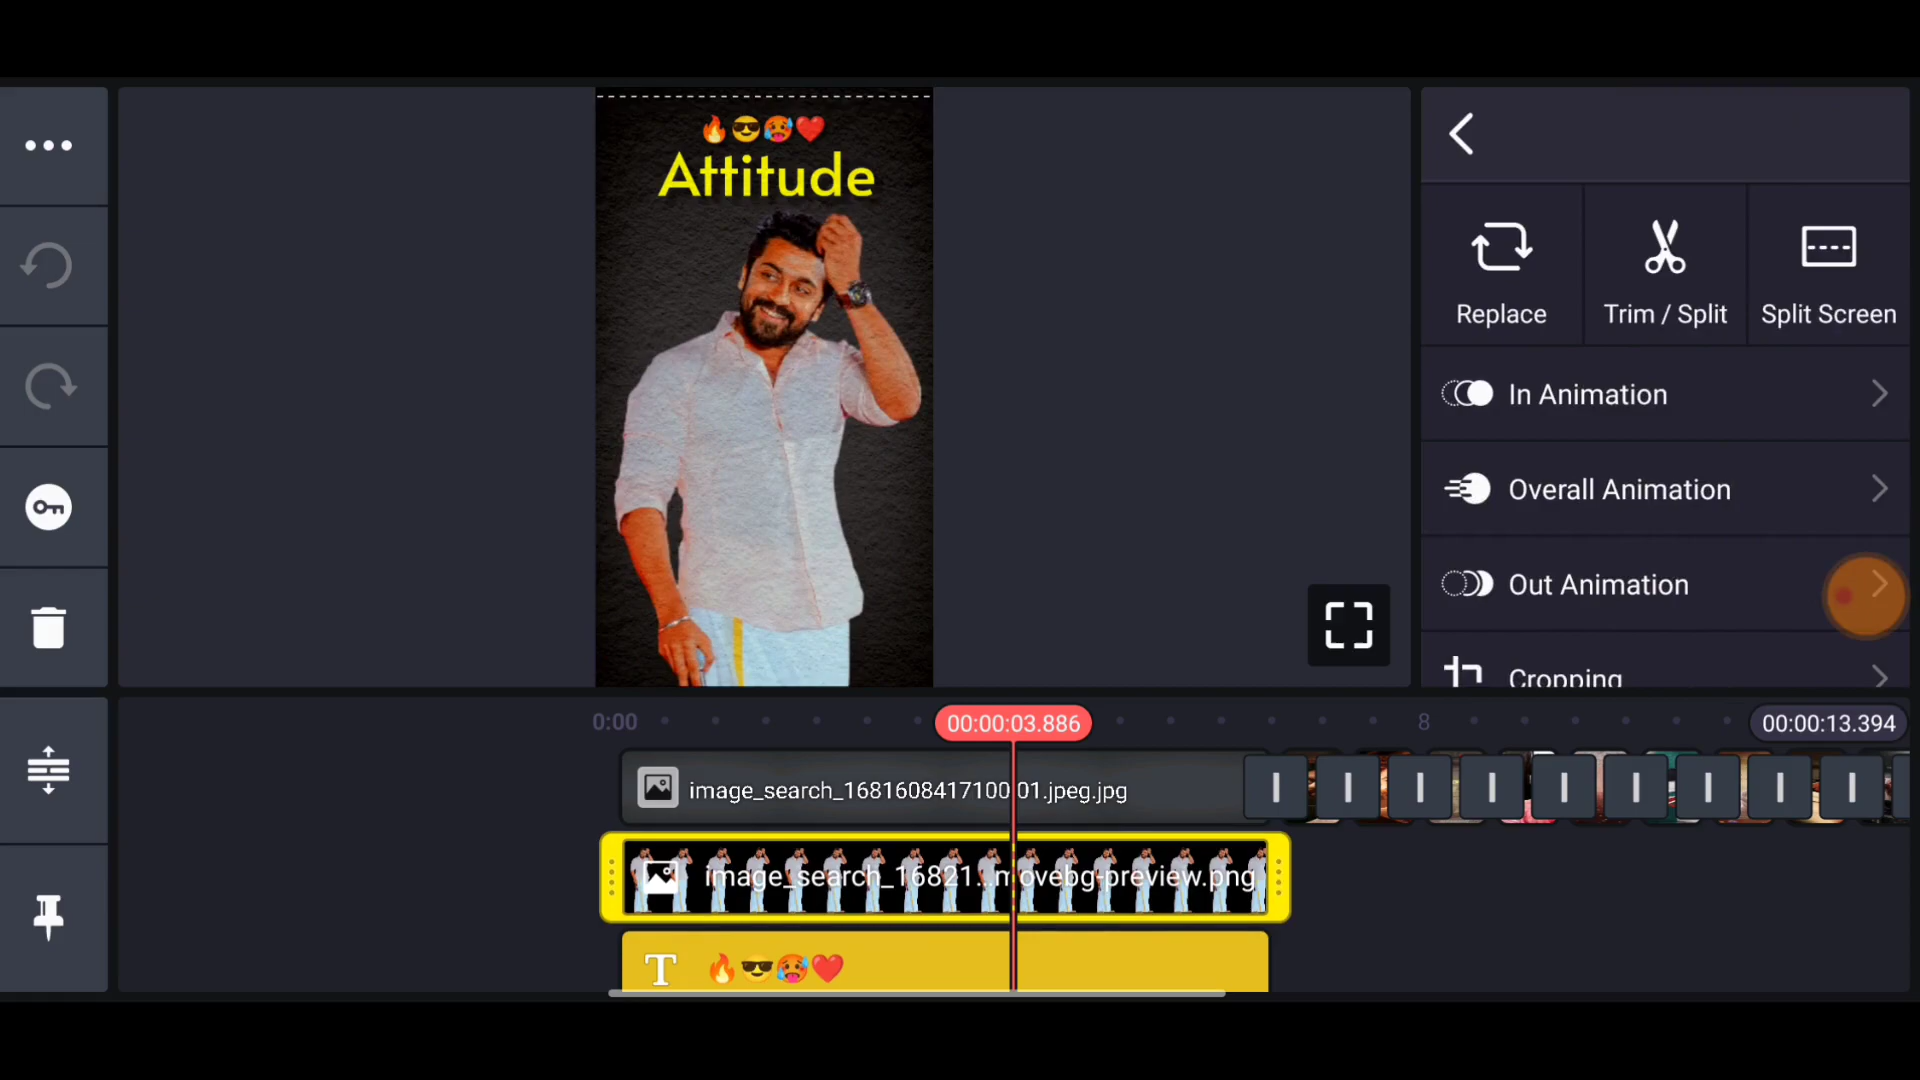 🔥😎🥵❤️
Attitude
Replace
Trim / Split
Split Screen
In Animation
Overall Animation
Out Animation
Cropping
0:00
00:00:03.886
8
00:00:13.394
image_search_1681608417100 01.jpeg.jpg
image_search_16821...movebg-preview.png
T 🔥😎🥵❤️